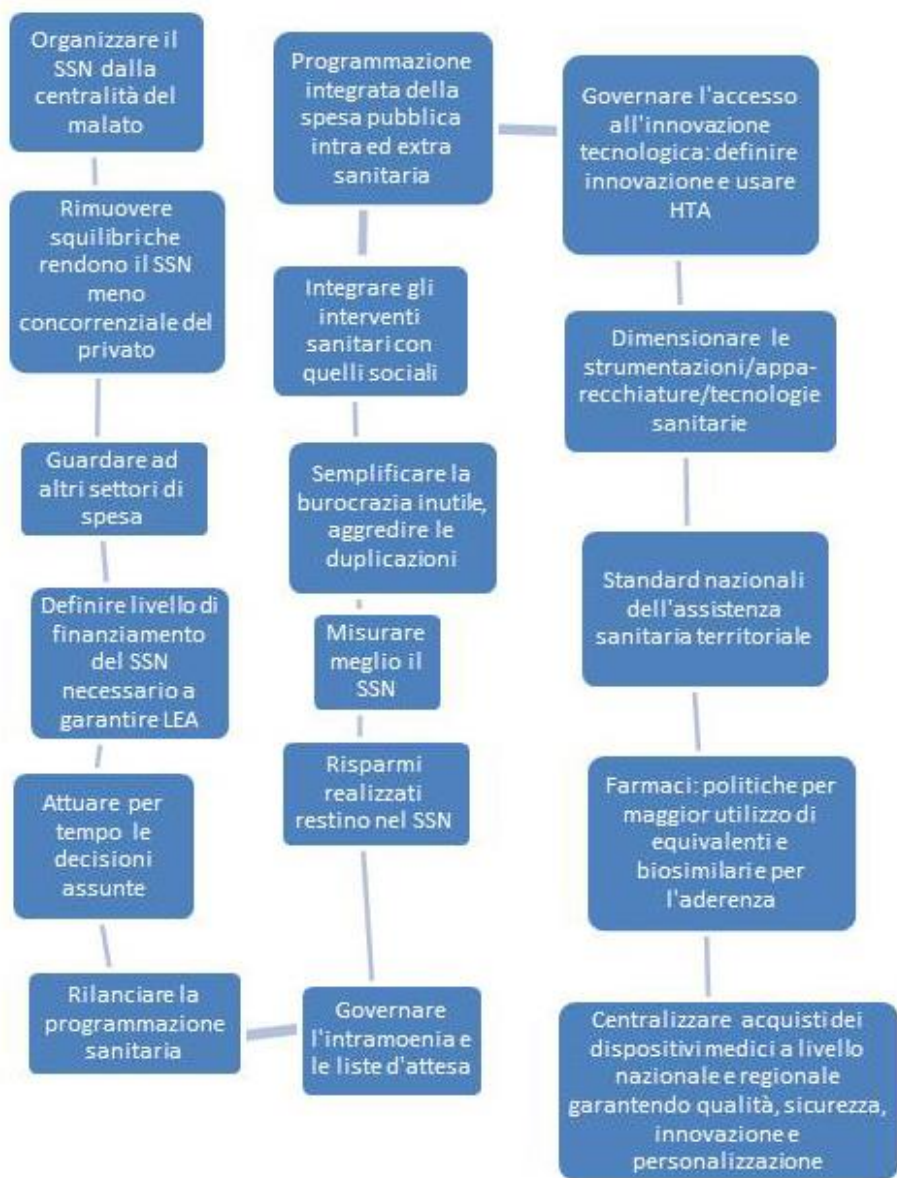 Organizzare il
SSN dalla
centralità del
malato
Rimuovere
squilibri che
rendono il SSN
meno
concorrenziale del
privato
Guardare ad
altri settori di
spesa
Definire livello di
finanziamento
del SSN
necessario a
garantire LEA
Attuare per
tempo le
decisioni
assunte
Rilanciare la
programmazione
sanitaria
Governare
l'intramoenia e
le liste d'attesa
Risparmi
realizzati
restino nel SSN
Misurare
meglio il
SSN
Semplificare la
burocrazia inutile,
aggredire le
duplicazioni
Integrare gli
interventi
sanitari con
quelli sociali
Programmazione
integrata della
spesa pubblica
intra ed extra
sanitaria
Governare l'accesso
all'innovazione
tecnologica: definire
innovazione e usare
HTA
Dimensionare le
strumentazioni/appa-
recchiature/tecnologie
sanitarie
Standard nazionali
dell'assistenza
sanitaria territoriale
Farmaci: politiche per
maggior utilizzo di
equivalenti e
biosimilari e per
l'aderenza
Centralizzare acquisti dei
dispositivi medici a livello
nazionale e regionale
garantendo qualità, sicurezza,
innovazione e
personalizzazione